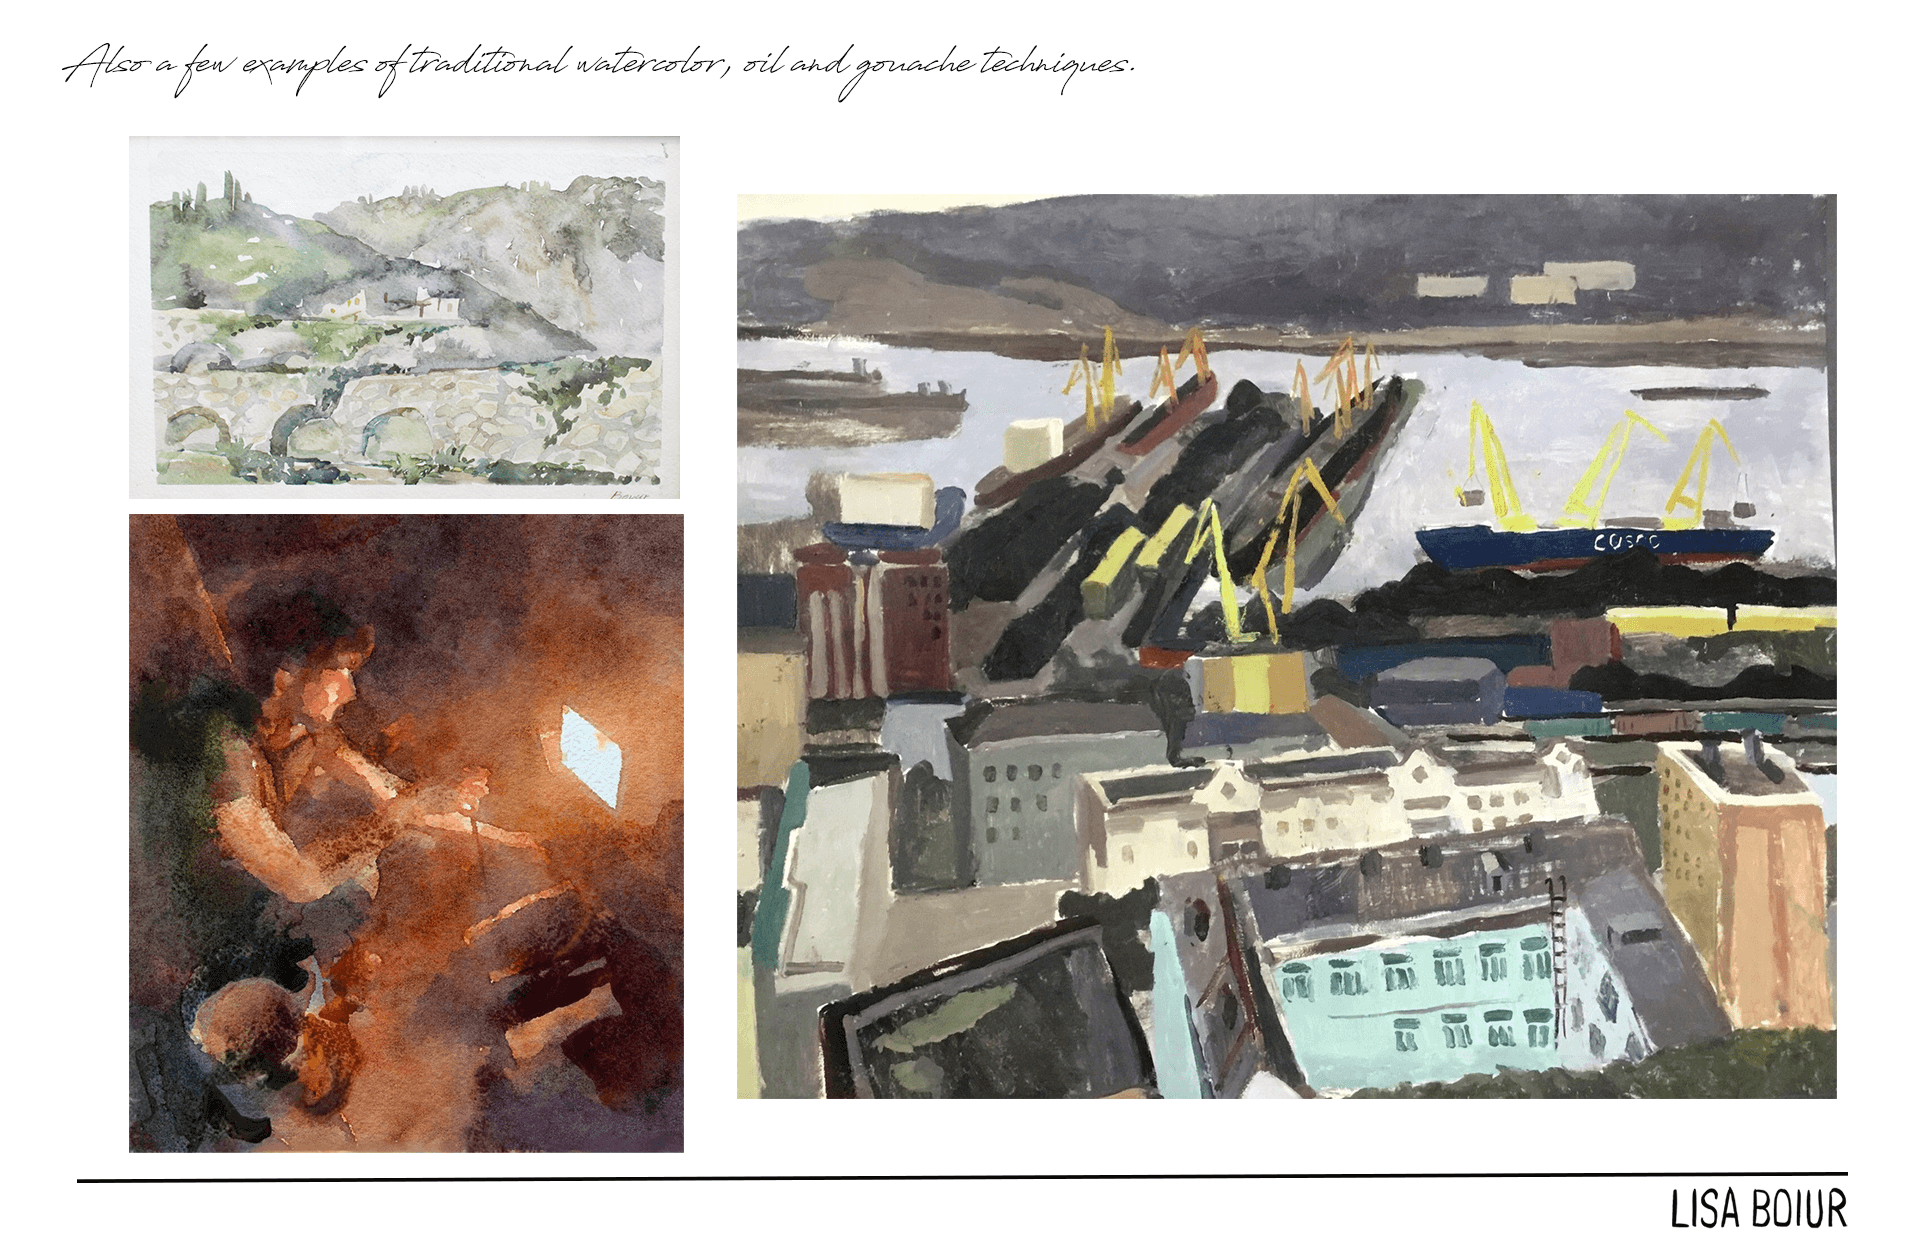 Also a few examples of traditional watercolor, oil and gouache techniques.
COSCO
LISA BOIUR